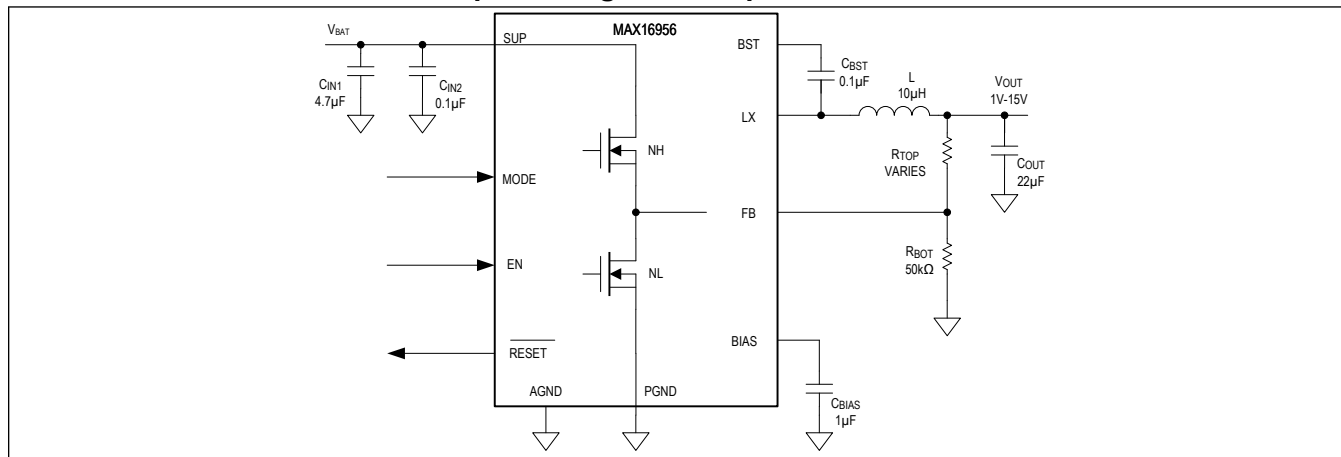 MAX16956
VBAT
SUP
BST
CIN1
4.7µF
CIN2
0.1µF
CBST
0.1µF
L
10µH
VOUT
1V-15V
LX
NH
RTOP
VARIES
COUT
22µF
MODE
FB
EN
NL
RBOT
50kΩ
RESET
BIAS
AGND
PGND
CBIAS
1µF